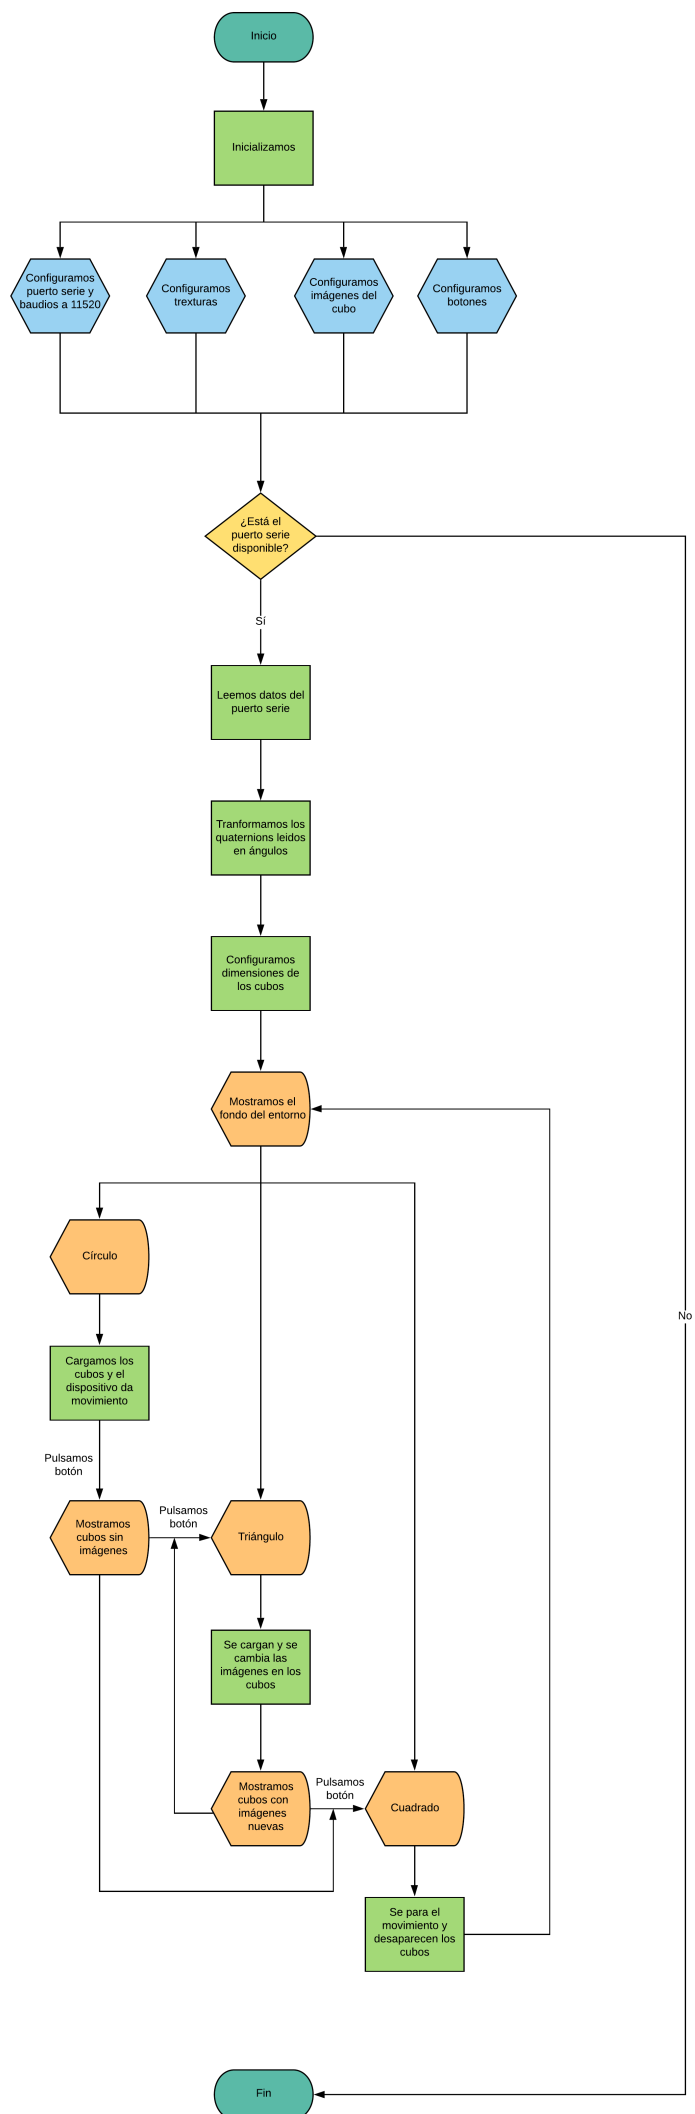 Inicio
Inicializamos
Configuramos
puerto serie y
baudios a 11520
Configuramos
trexturas
Configuramos
imágenes del
cubo
Configuramos
botones
¿Está el
puerto serie
disponible?
Sí
Leemos datos del
puerto serie
Tranformamos los
quaternions leidos
en ángulos
Configuramos
dimensiones de
los cubos
Mostramos el
fondo del entorno
Círculo
No
Cargamos los
cubos y el
dispositivo da
movimiento
Pulsamos
botón
Mostramos
cubos sin
imágenes
Pulsamos
botón
Triángulo
Se cargan y se
cambia las
imágenes en los
cubos
Mostramos
cubos con
imágenes
nuevas
Pulsamos
botón
Cuadrado
Se para el
movimiento y
desaparecen los
cubos
Fin